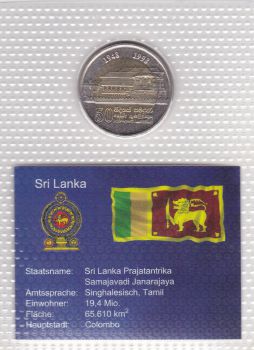 1948 1998
50
Sri Lanka
Staatsname: Sri Lanka Prajatantrika
Samajavadi Janarajaya
Amtssprache: Singhalesisch, Tamil
Einwohner: 19,4 Mio.
Fläche: 65.610 km²
Hauptstadt: Colombo